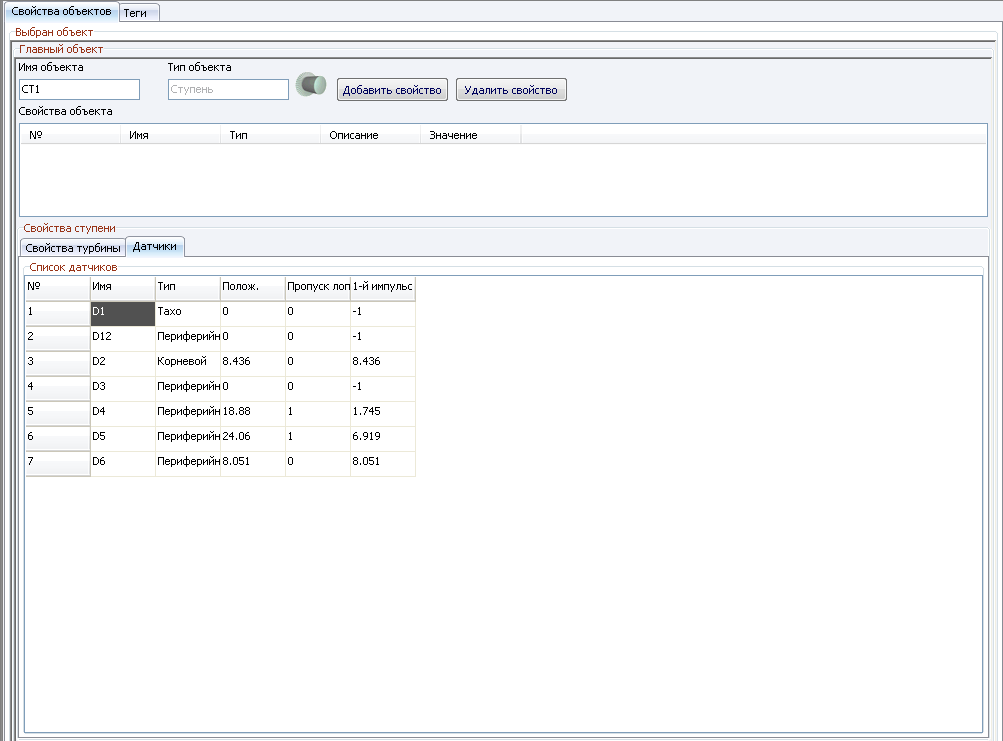 Свойства объектов Теги
Выбран объект
Главный объект
Имя объекта Тип объекта
СТ1 Ступень Добавить свойство Удалить свойство
Свойства объекта
№ Имя Тип Описание Значение
Свойства ступени
Свойства турбины Датчики
Список датчиков
№ Имя Тип Полож. Пропуск лоп 1-й импульс
1 D1 Тахо 0 0 -1
2 D12 Периферийн 0 0 -1
3 D2 Корневой 8.436 0 8.436
4 D3 Периферийн 0 0 -1
5 D4 Периферийн 18.88 1 1.745
6 D5 Периферийн 24.06 1 6.919
7 D6 Периферийн 8.051 0 8.051